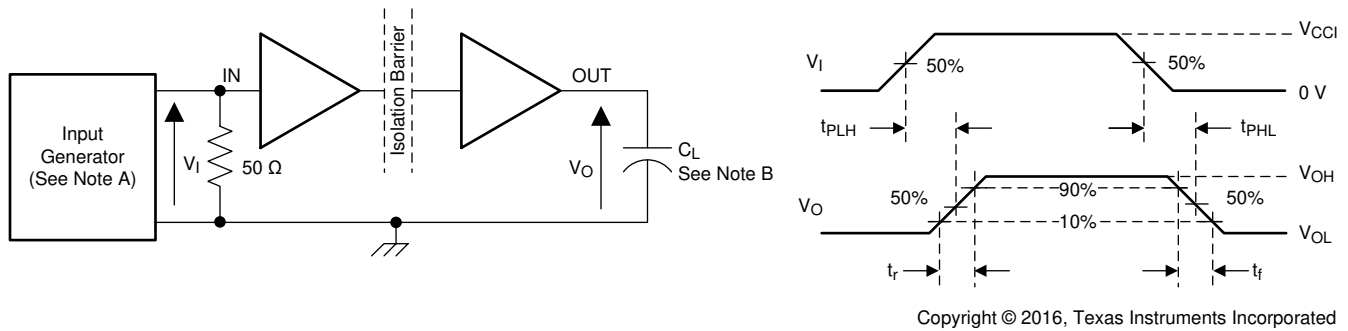 Input
Generator
(See Note A)
IN
V_I
50 Ω
Isolation Barrier
OUT
V_O
C_L
See Note B
V_I
50%
50%
V_CCI
0 V
t_PLH
t_PHL
V_O
50%
90%
10%
50%
V_OH
V_OL
t_r
t_f
Copyright © 2016, Texas Instruments Incorporated